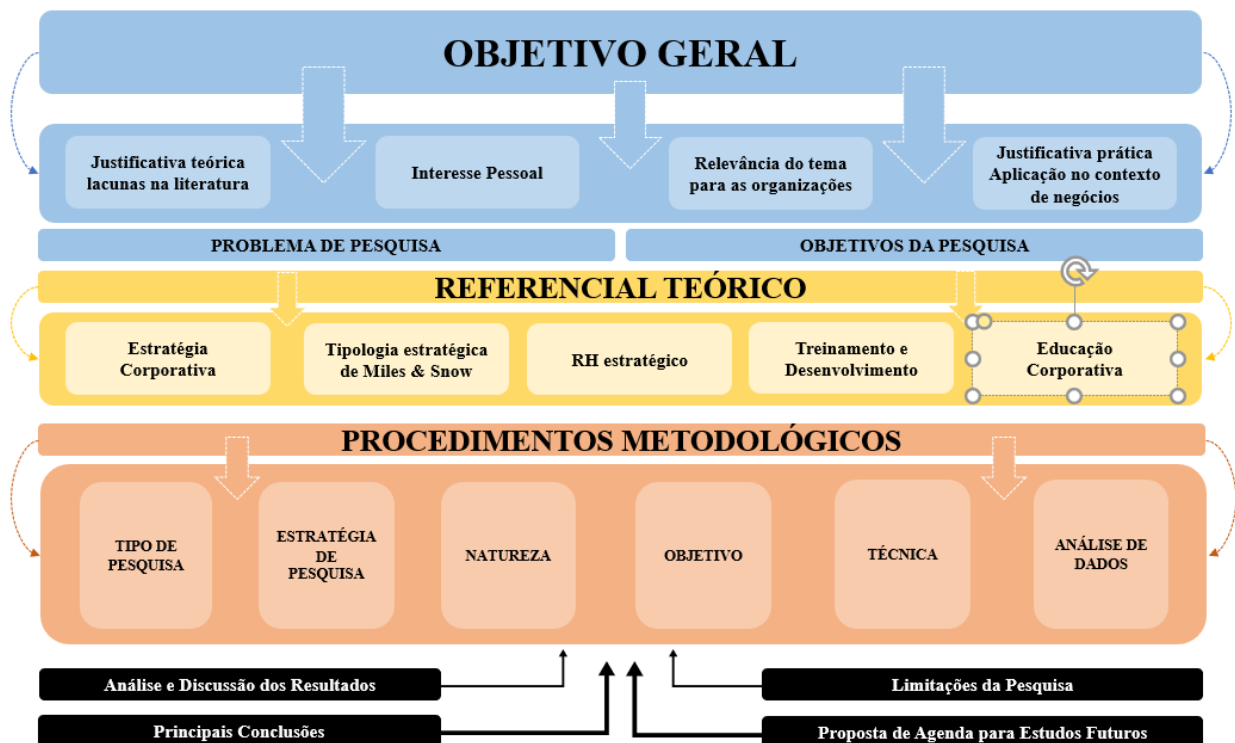 OBJETIVO GERAL
Justificativa teórica
lacunas na literatura
Interesse Pessoal
Relevância do tema
para as organizações
Justificativa prática
Aplicação no contexto
de negócios
PROBLEMA DE PESQUISA
OBJETIVOS DA PESQUISA
REFERENCIAL TEÓRICO
Estratégia
Corporativa
Tipologia estratégica
de Miles & Snow
RH estratégico
Treinamento e
Desenvolvimento
Educação
Corporativa
PROCEDIMENTOS METODOLÓGICOS
TIPO DE
PESQUISA
ESTRATÉGIA
DE
PESQUISA
NATUREZA
OBJETIVO
TÉCNICA
ANÁLISE DE
DADOS
Análise e Discussão dos Resultados
Limitações da Pesquisa
Principais Conclusões
Proposta de Agenda para Estudos Futuros